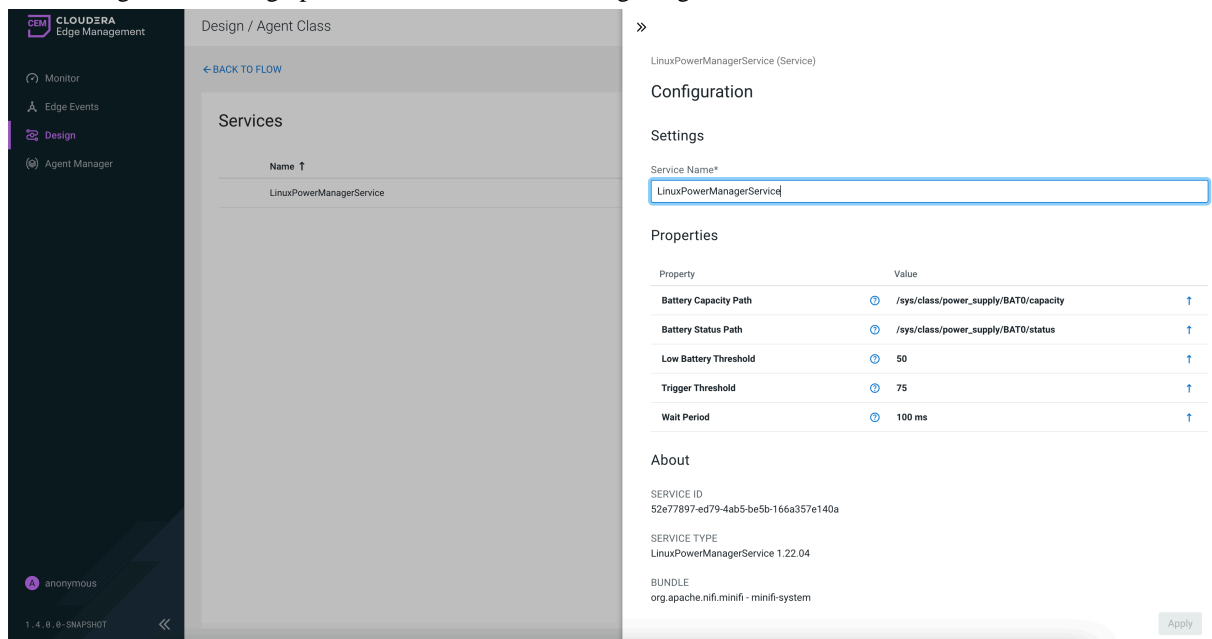 CEM CLOUDERA
Edge Management
Monitor
Edge Events
Design
Agent Manager
A anonymous
1.4.0.0-SNAPSHOT
Design / Agent Class
BACK TO FLOW
Services
Name
LinuxPowerManagerService
LinuxPowerManagerService (Service)
Configuration
Settings
Service Name*
LinuxPowerManagerService
Properties
Property Value
Battery Capacity Path /sys/class/power_supply/BAT0/capacity
Battery Status Path /sys/class/power_supply/BAT0/status
Low Battery Threshold 50
Trigger Threshold 75
Wait Period 100 ms
About
SERVICE ID
52e77897-ed79-4ab5-be5b-166a357e140a
SERVICE TYPE
LinuxPowerManagerService 1.22.04
BUNDLE
org.apache.nifi.minifi - minifi-system
Apply